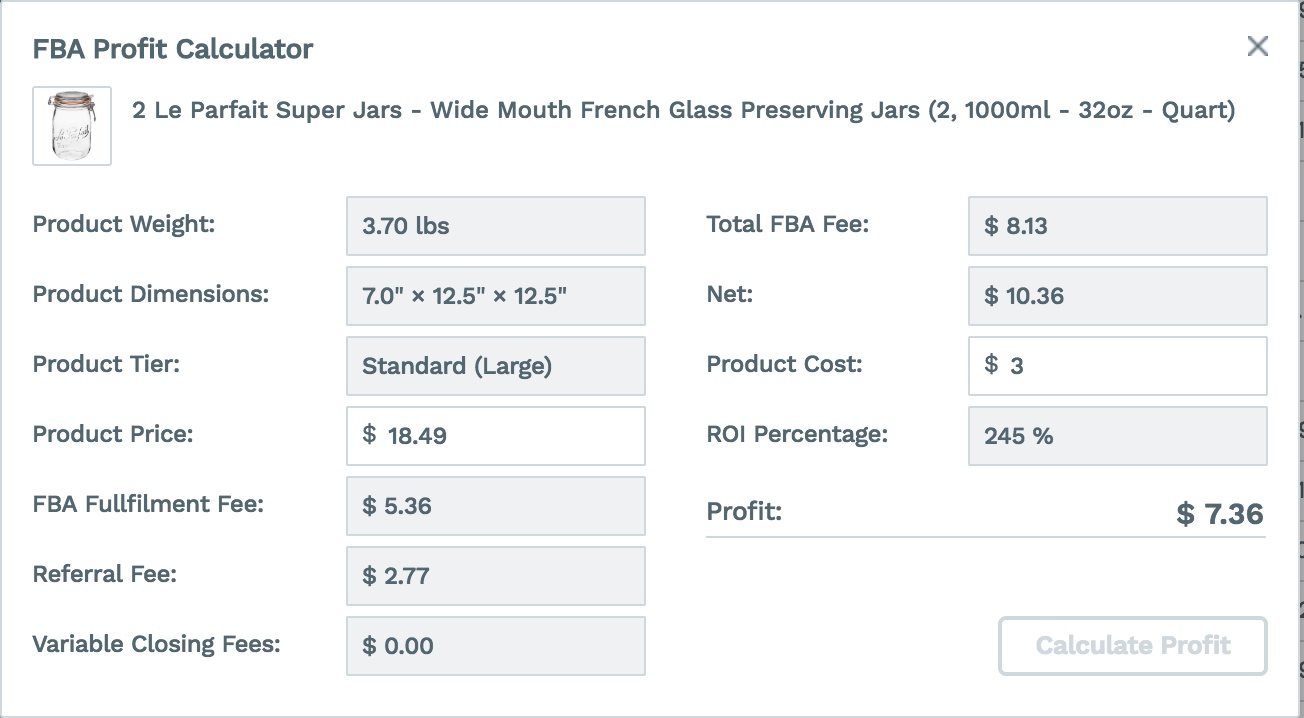 FBA Profit Calculator
2 Le Parfait Super Jars - Wide Mouth French Glass Preserving Jars (2, 1000ml - 32oz - Quart)
Product Weight: 3.70 lbs
Product Dimensions: 7.0" × 12.5" × 12.5"
Product Tier: Standard (Large)
Product Price: $ 18.49
FBA Fullfilment Fee: $ 5.36
Referral Fee: $ 2.77
Variable Closing Fees: $ 0.00
Total FBA Fee: $ 8.13
Net: $ 10.36
Product Cost: $ 3
ROI Percentage: 245 %
Profit: $ 7.36
Calculate Profit